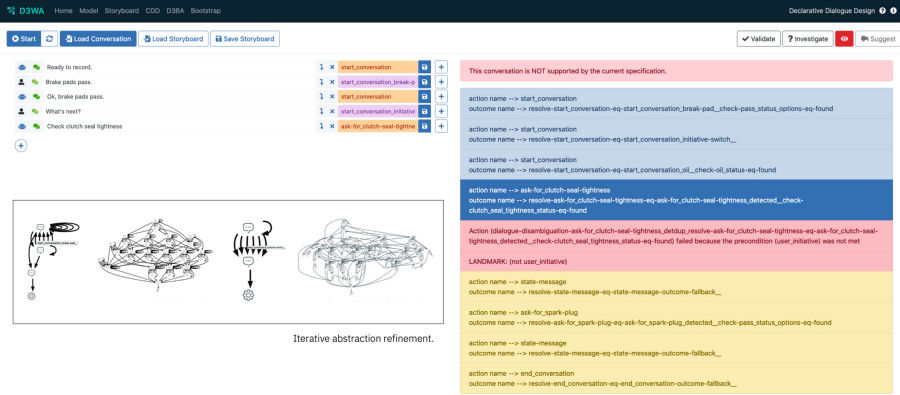 D3WA Home Model Storyboard CDD D3BA Bootstrap Declarative Dialogue Design
Start Load Conversation Load Storyboard Save Storyboard Validate Investigate Suggest
Ready to record. start_conversation
Brake pads pass. start_conversation_break-p
Ok, brake pads pass. start_conversation
What's next? start_conversation_initiative
Check clutch seal tightness ask-for_clutch-seal-tightne
start_conversation_break_pad_
Iterative abstraction refinement.
This conversation is NOT supported by the current specification.
action name --> start_conversation
outcome name --> resolve-start_conversation-eq-start_conversation_break-pad__check-pass_status_options-eq-found
action name --> start_conversation
outcome name --> resolve-start_conversation-eq-start_conversation_initiative-switch__
action name --> start_conversation
outcome name --> resolve-start_conversation-eq-start_conversation_oil__check-oil_status-eq-found
action name --> ask-for_clutch-seal-tightness
outcome name --> resolve-ask-for_clutch-seal-tightness-eq-ask-for_clutch-seal-tightness_detected__check-
clutch_seal_tightness_status-eq-found
Action (dialogue-disambiguation-ask-for_clutch-seal-tightness_detdup_resolve-ask-for_clutch-seal-tightness-eq-ask-for_clutch-seal-
tightness_detected__check-clutch_seal_tightness_status-eq-found) failed because the precondition (user_initiative) was not met
LANDMARK: (not user_initiative)
action name --> state-message
outcome name --> resolve-state-message-eq-state-message-outcome-fallback__
action name --> ask-for_spark-plug
outcome name --> resolve-ask-for_spark-plug-eq-ask-for_spark-plug_detected__check-pass_status_options-eq-found
action name --> state-message
outcome name --> resolve-state-message-eq-state-message-outcome-fallback__
action name --> end_conversation
outcome name --> resolve-end_conversation-eq-end_conversation-outcome-fallback__